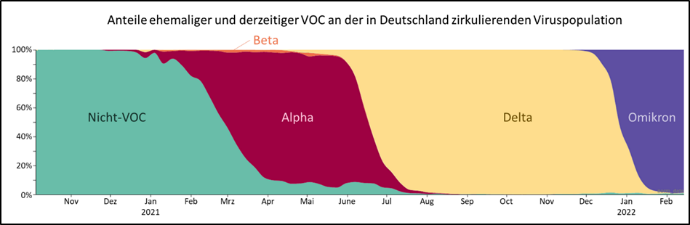 Anteile ehemaliger und derzeitiger VOC an der in Deutschland zirkulierenden Viruspopulation
Beta
100%
80%
60%
40%
20%
0%
Nicht-VOC
Alpha
Delta
Omikron
Nov Dez Jan Feb Mrz Apr Mai June Jul Aug Sep Oct Nov Dec Jan Feb
2021 2022